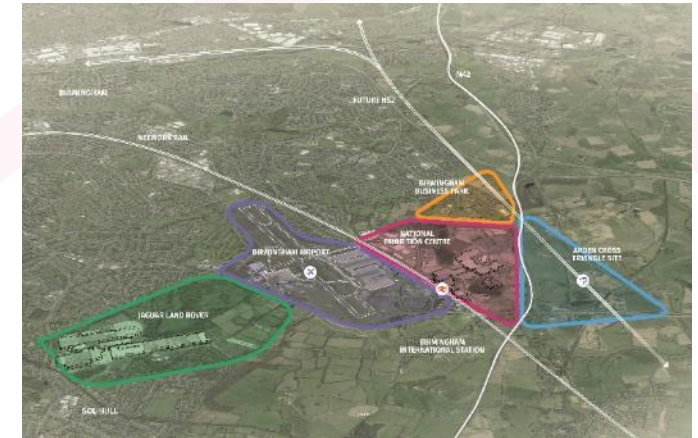 BIRMINGHAM
NETWORK RAIL
FUTURE HS2
M42
BIRMINGHAM
BUSINESS PARK
NATIONAL
EXHIBITION CENTRE
BIRMINGHAM AIRPORT
ARDEN CROSS
TRIANGLE SITE
JAGUAR LAND ROVER
BIRMINGHAM
INTERNATIONAL STATION
SOLIHULL